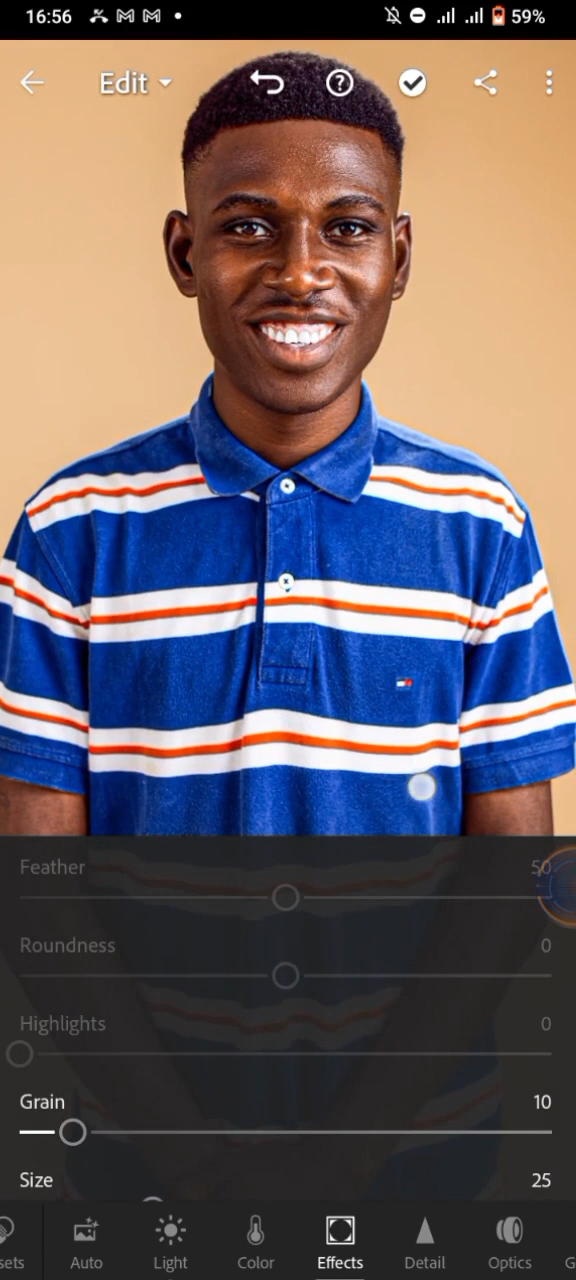 16:56 59%
Edit
Feather 50
Roundness 0
Highlights 0
Grain 10
Size 25
sets Auto Light Color Effects Detail Optics G